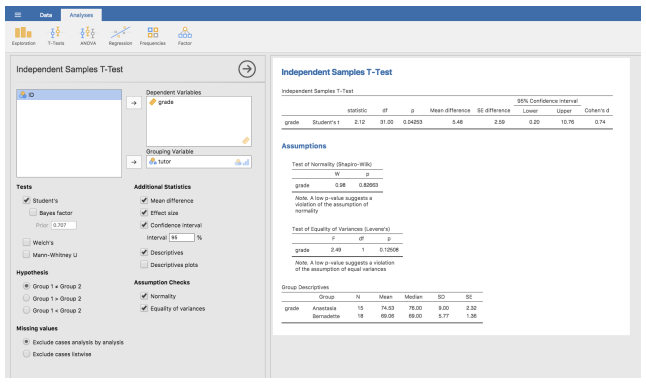 Data Analyses
Exploration T-Tests ANOVA Regression Frequencies Factor
Independent Samples T-Test
ID
Dependent Variables
grade
Grouping Variable
tutor
Tests
Student's
Bayes factor
Prior 0.707
Welch's
Mann-Whitney U
Hypothesis
Group 1 ≠ Group 2
Group 1 > Group 2
Group 1 < Group 2
Missing values
Exclude cases analysis by analysis
Exclude cases listwise
Additional Statistics
Mean difference
Effect size
Confidence interval
Interval 95 %
Descriptives
Descriptives plots
Assumption Checks
Normality
Equality of variances
Independent Samples T-Test
Independent Samples T-Test
95% Confidence Interval
statistic df p Mean difference SE difference Lower Upper Cohen's d
grade Student's t 2.12 31.00 0.04253 5.48 2.59 0.20 10.76 0.74
Assumptions
Test of Normality (Shapiro-Wilk)
W p
grade 0.98 0.82663
Note. A low p-value suggests a
violation of the assumption of
normality
Test of Equality of Variances (Levene's)
F df p
grade 2.49 1 0.12508
Note. A low p-value suggests a violation
of the assumption of equal variances
Group Descriptives
Group N Mean Median SD SE
grade Anastasia 15 74.53 76.00 9.00 2.32
Bernadette 18 69.06 69.00 5.77 1.36